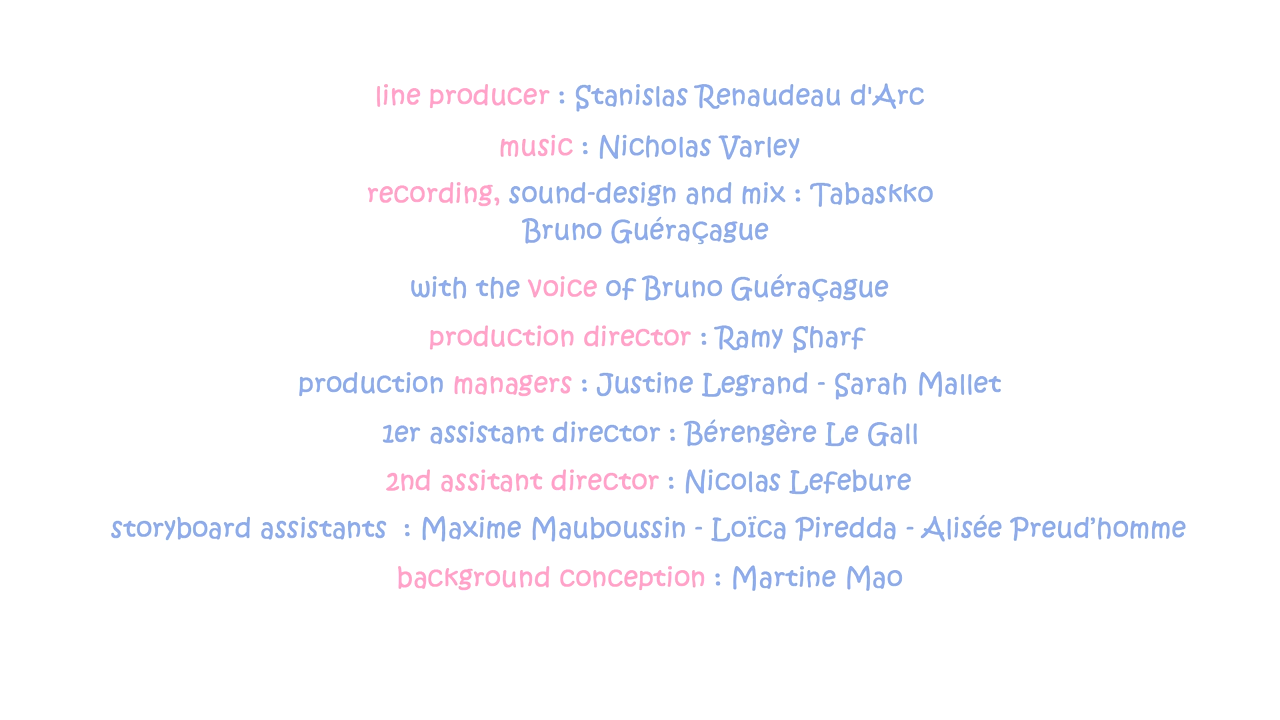 line producer : Stanislas Renaudeau d'Arc
music : Nicholas Varley
recording, sound-design and mix : Tabaskko
Bruno Guéraçague
with the voice of Bruno Guéraçague
production director : Ramy Sharf
production managers : Justine Legrand - Sarah Mallet
1er assistant director : Bérengère Le Gall
2nd assitant director : Nicolas Lefebure
storyboard assistants  : Maxime Mauboussin - Loïca Piredda - Alisée Preud’homme
background conception : Martine Mao